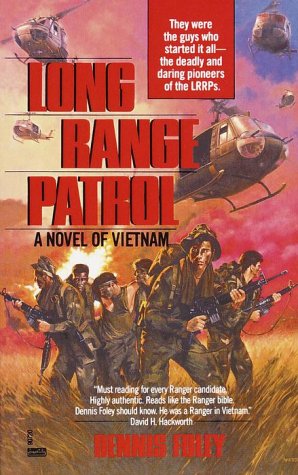 They were
the guys who
started it all—
the deadly and
daring pioneers
of the LRRPs.
LONG
RANGE
PATROL
A NOVEL OF VIETNAM
"Must reading for every Ranger candidate.
Highly authentic. Reads like the Ranger bible.
Dennis Foley should know. He was a Ranger in Vietnam."
David H. Hackworth
DENNIS FOLEY